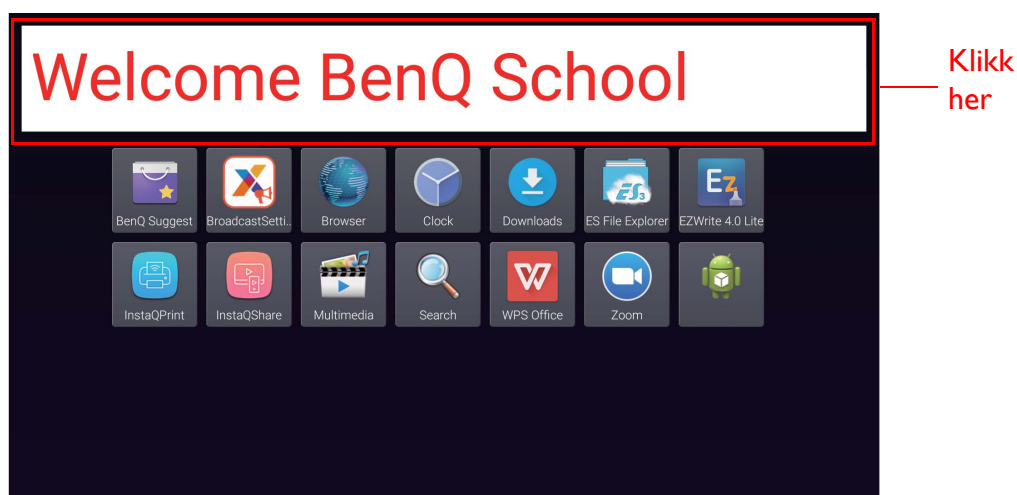 Welcome BenQ School
Klikk
her
BenQ Suggest BroadcastSetti.. Browser Clock Downloads ES File Explorer EZWrite 4.0 Lite
InstaQPrint InstaQShare Multimedia Search WPS Office Zoom